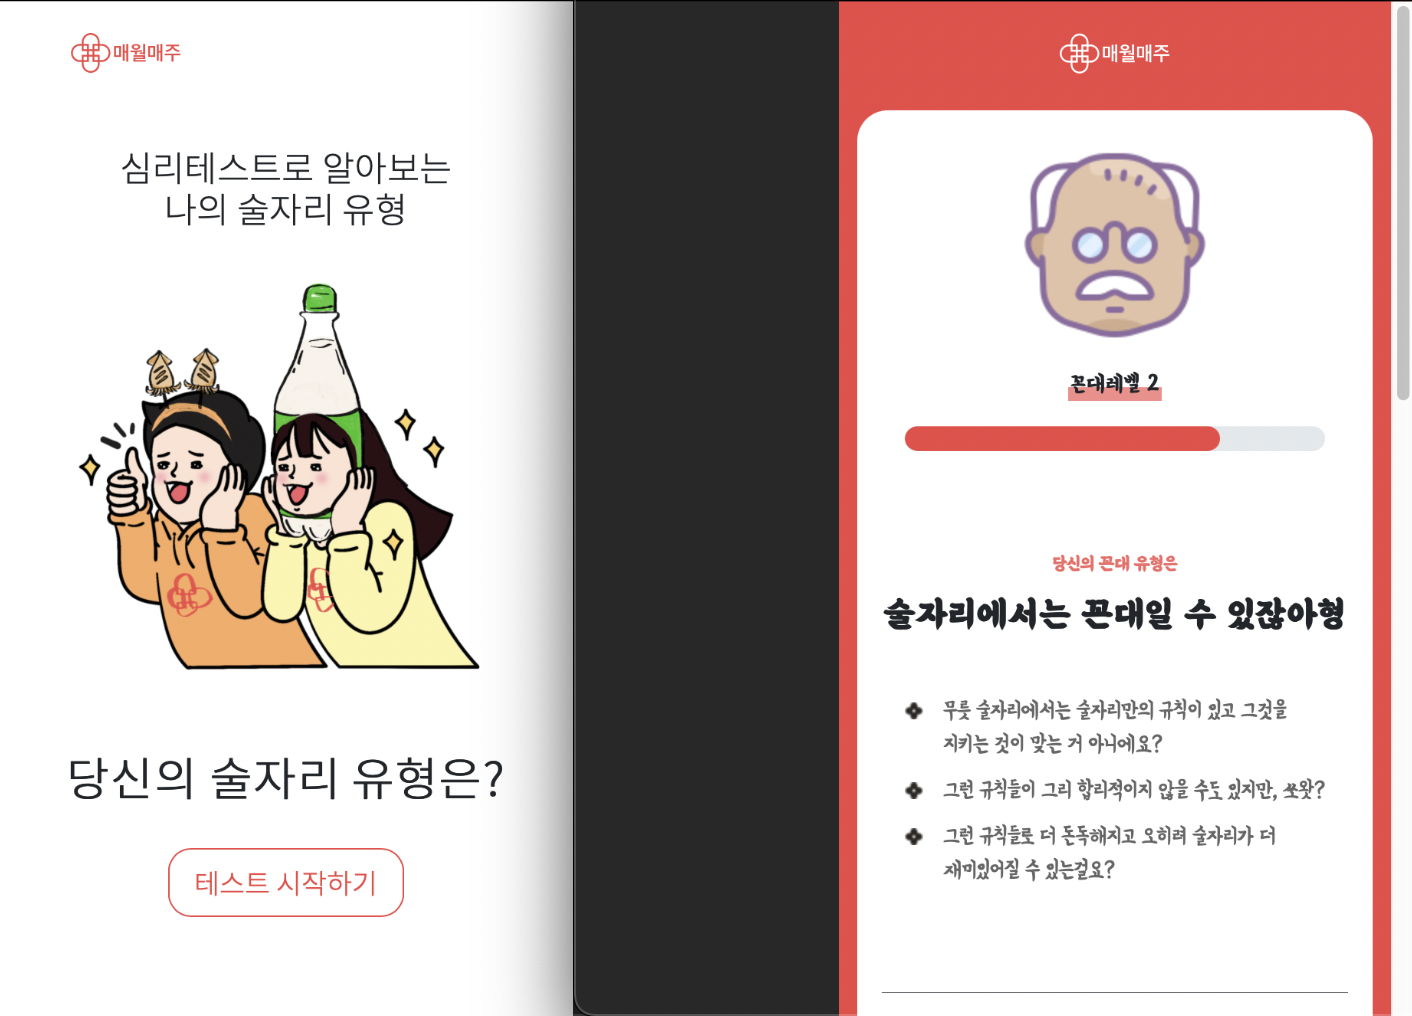 매월매주
심리테스트로 알아보는
나의 술자리 유형
당신의 술자리 유형은?
테스트 시작하기
매월매주
꼰대레벨 2
당신의 꼰대 유형은
술자리에서는 꼰대일 수 있잖아형
무릇 술자리에서는 술자리만의 규칙이 있고 그것을
지키는 것이 맞는 거 아니에요?
그런 규칙들이 그리 합리적이지 않을 수도 있지만, 쏘왓?
그런 규칙들로 더 돈독해지고 오히려 술자리가 더
재미있어질 수 있는걸요?